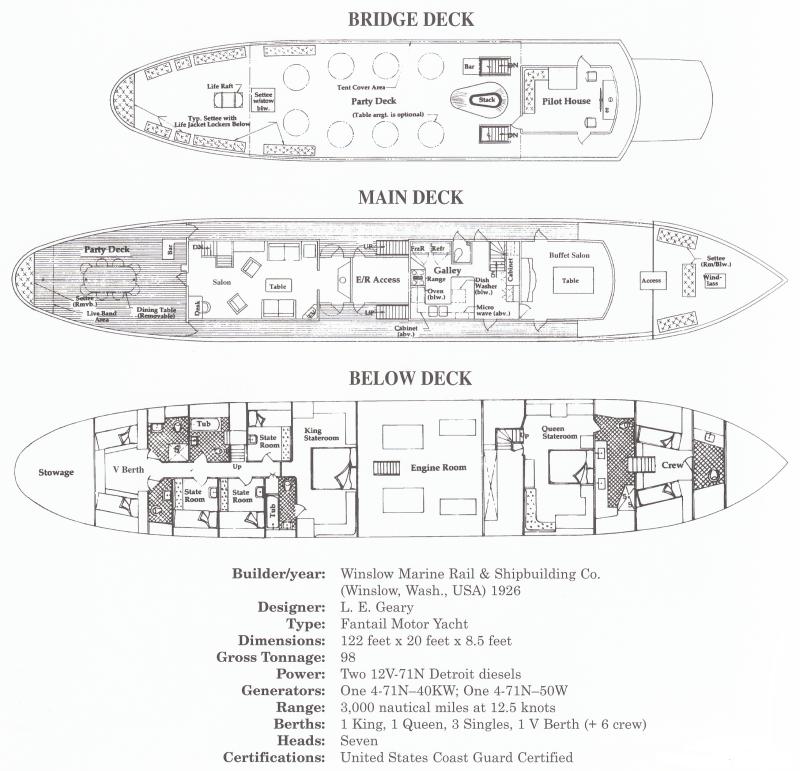 BRIDGE DECK
Life Raft
Settee
w/stow
blw.
Typ. Settee with
Life Jacket Lockers Below
Tent Cover Area
Party Deck
(Table arrgt. is optional)
Bar
DN
Stack
DN
Pilot House
MAIN DECK
Party Deck
Bar
Settee
(Rmvb.)
Live Band
Area
Dining Table
(Removable)
DN
Salon
Desk
Table
UP
E/R Access
UP
FrzR
Refr
Galley
Range
Oven
(blw.)
Cabinet
(abv.)
Dish
Washer
(blw.)
Micro
wave (abv.)
DN
Cabinet
Buffet Salon
Table
Access
Settee
(Rm/Blw.)
Wind-
lass
BELOW DECK
Stowage
V Berth
Tub
Up
State
Room
State
Room
State
Room
Tub
King
Stateroom
Engine Room
Up
Queen
Stateroom
Crew
Builder/year: Winslow Marine Rail & Shipbuilding Co.
(Winslow, Wash., USA) 1926
Designer: L. E. Geary
Type: Fantail Motor Yacht
Dimensions: 122 feet x 20 feet x 8.5 feet
Gross Tonnage: 98
Power: Two 12V-71N Detroit diesels
Generators: One 4-71N–40KW; One 4-71N–50W
Range: 3,000 nautical miles at 12.5 knots
Berths: 1 King, 1 Queen, 3 Singles, 1 V Berth (+ 6 crew)
Heads: Seven
Certifications: United States Coast Guard Certified